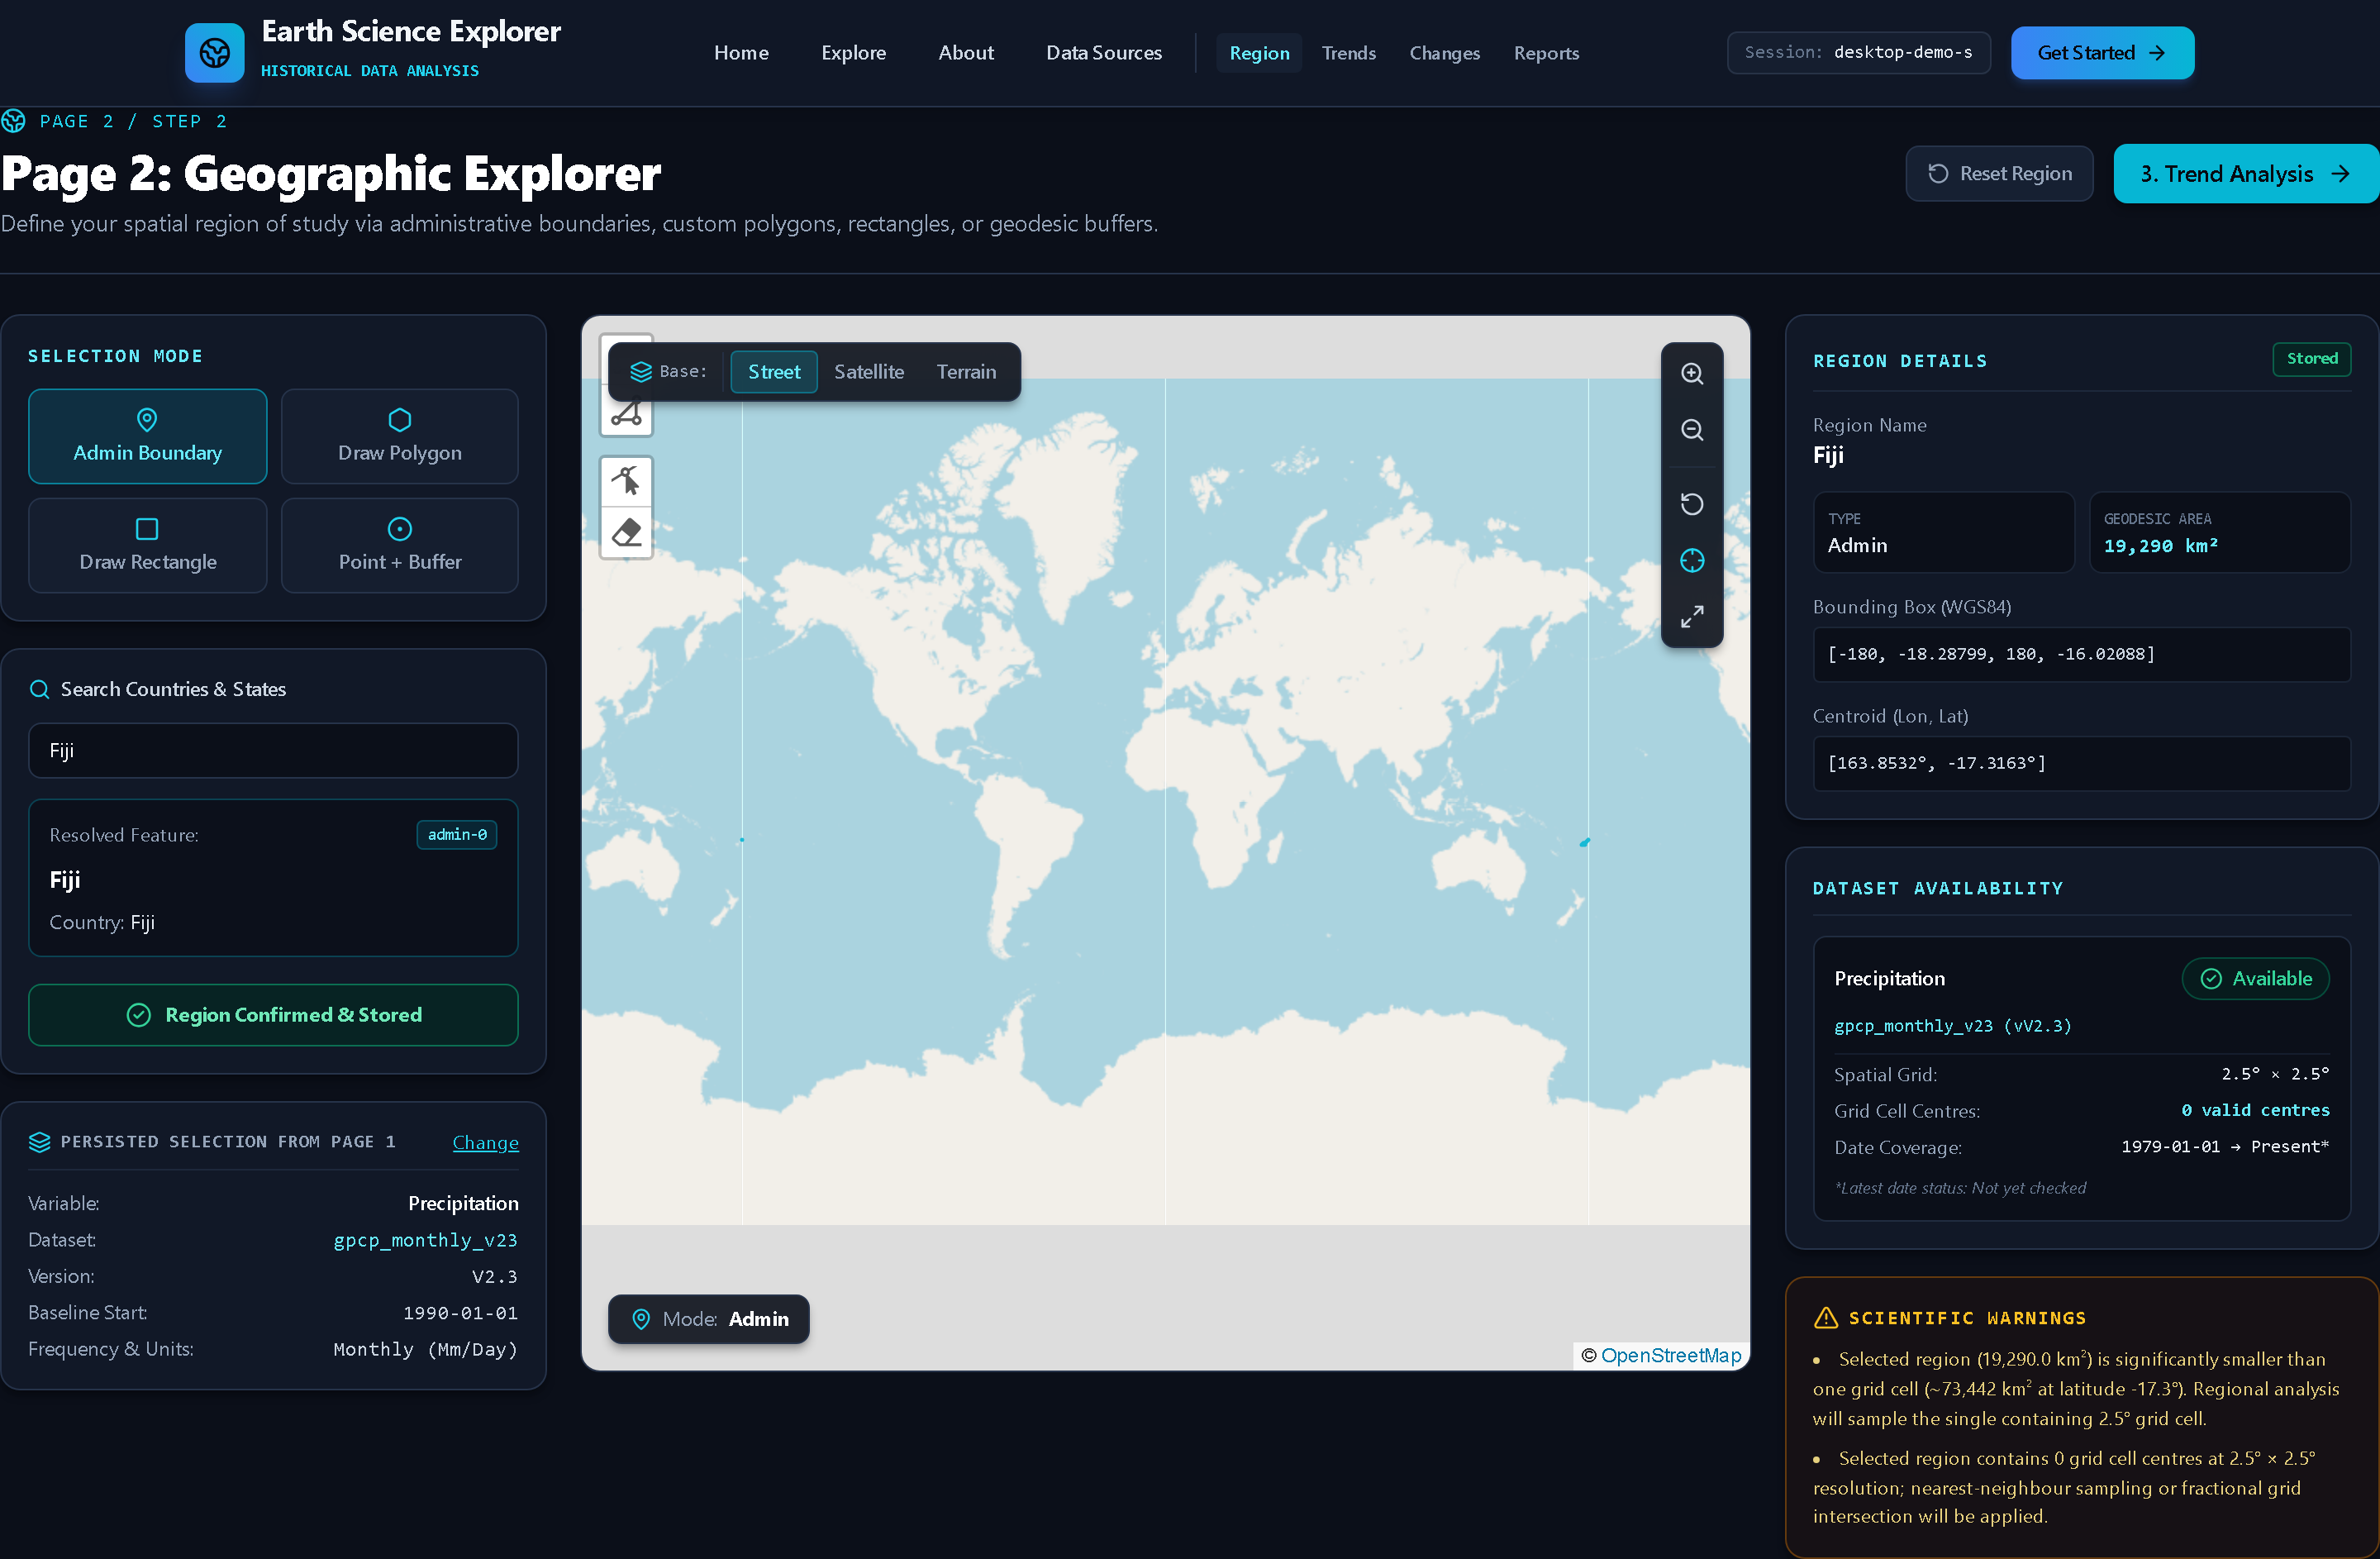 Earth Science Explorer
HISTORICAL DATA ANALYSIS
Home
Explore
About
Data Sources
Region
Trends
Changes
Reports
Session: desktop-demo-s
Get Started
PAGE 2 / STEP 2
Page 2: Geographic Explorer
Define your spatial region of study via administrative boundaries, custom polygons, rectangles, or geodesic buffers.
Reset Region
3. Trend Analysis
SELECTION MODE
Admin Boundary
Draw Polygon
Draw Rectangle
Point + Buffer
Search Countries & States
Fiji
Resolved Feature:
admin-0
Fiji
Country: Fiji
Region Confirmed & Stored
PERSISTED SELECTION FROM PAGE 1
Change
Variable:
Precipitation
Dataset:
gpcp_monthly_v23
Version:
V2.3
Baseline Start:
1990-01-01
Frequency & Units:
Monthly (Mm/Day)
Base:
Street
Satellite
Terrain
Mode: Admin
© OpenStreetMap
REGION DETAILS
Stored
Region Name
Fiji
TYPE
Admin
GEODESIC AREA
19,290 km²
Bounding Box (WGS84)
[-180, -18.28799, 180, -16.02088]
Centroid (Lon, Lat)
[163.8532°, -17.3163°]
DATASET AVAILABILITY
Precipitation
Available
gpcp_monthly_v23 (vV2.3)
Spatial Grid:
2.5° × 2.5°
Grid Cell Centres:
0 valid centres
Date Coverage:
1979-01-01 → Present*
*Latest date status: Not yet checked
SCIENTIFIC WARNINGS
• Selected region (19,290.0 km²) is significantly smaller than
one grid cell (~73,442 km² at latitude -17.3°). Regional analysis
will sample the single containing 2.5° grid cell.
• Selected region contains 0 grid cell centres at 2.5° × 2.5°
resolution; nearest-neighbour sampling or fractional grid
intersection will be applied.